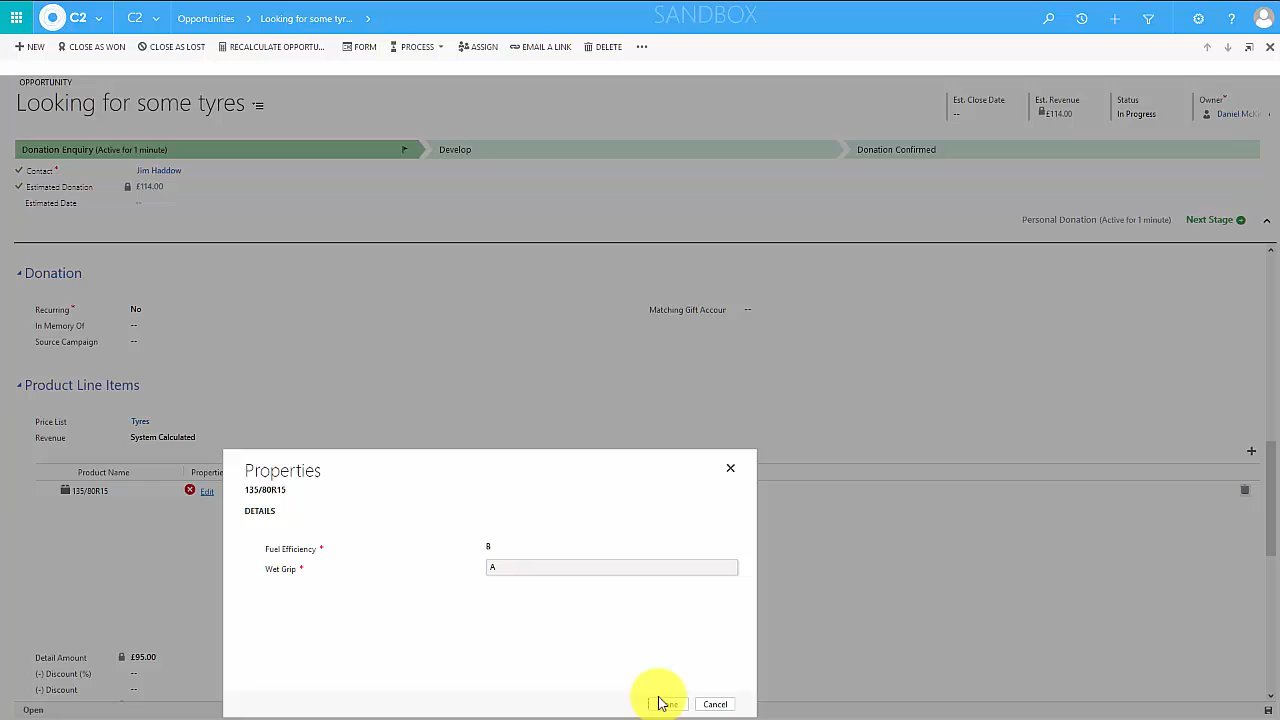 C2 C2 Opportunities Looking for some tyr... SANDBOX
NEW CLOSE AS WON CLOSE AS LOST RECALCULATE OPPORTU... FORM PROCESS ASSIGN EMAIL A LINK DELETE
OPPORTUNITY
Looking for some tyres
Est. Close Date
--
Est. Revenue
£114.00
Status
In Progress
Owner*
Daniel McK
Donation Enquiry (Active for 1 minute) Develop Donation Confirmed
Contact * Jim Haddow
Estimated Donation £114.00
Estimated Date --
Personal Donation (Active for 1 minute) Next Stage
Donation
Recurring * No Matching Gift Accour --
In Memory Of --
Source Campaign --
Product Line Items
Price List Tyres
Revenue System Calculated
Product Name Propertie
135/80R15 Edit
Properties
135/80R15
DETAILS
Fuel Efficiency * B
Wet Grip * A
Cancel
Detail Amount £95.00
(-) Discount (%) --
(-) Discount --
Open